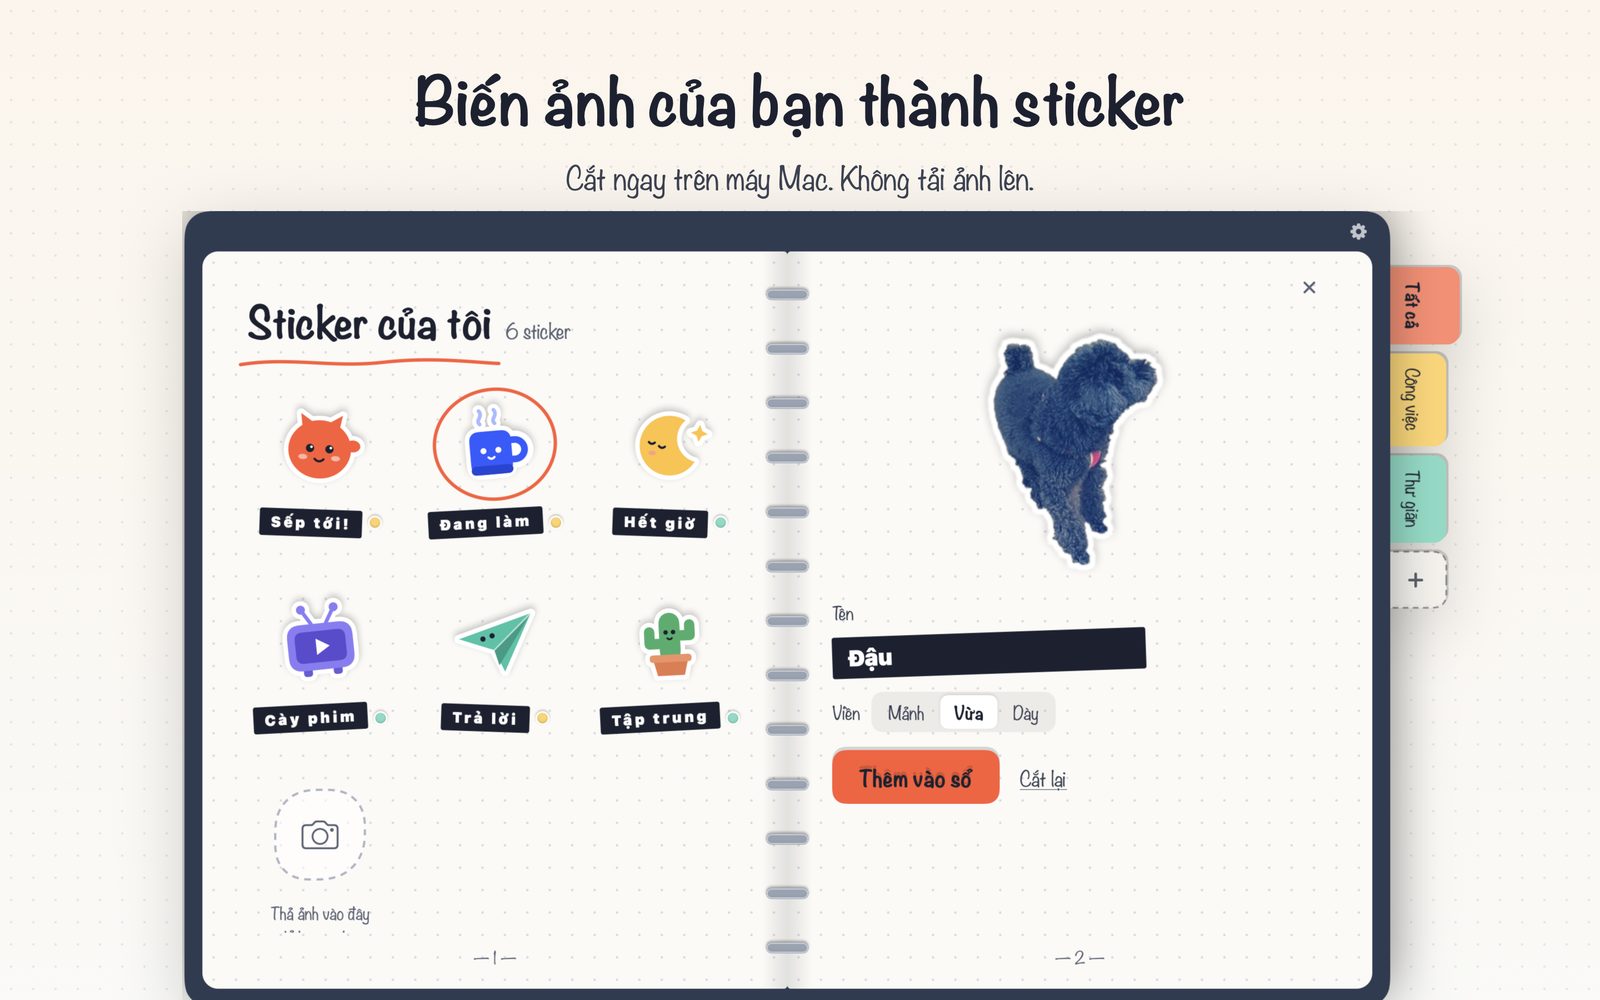 Biến ảnh của bạn thành sticker
Cắt ngay trên máy Mac. Không tải ảnh lên.
Sticker của tôi 6 sticker
Sếp tới!
Đang làm
Hết giờ
Cày phim
Trả lời
Tập trung
Thả ảnh vào đây
—1—
Tên
Đậu
Viền Mảnh Vừa Dày
Thêm vào sổ Cắt lại
—2—
Tất cả
Công việc
Thư giãn